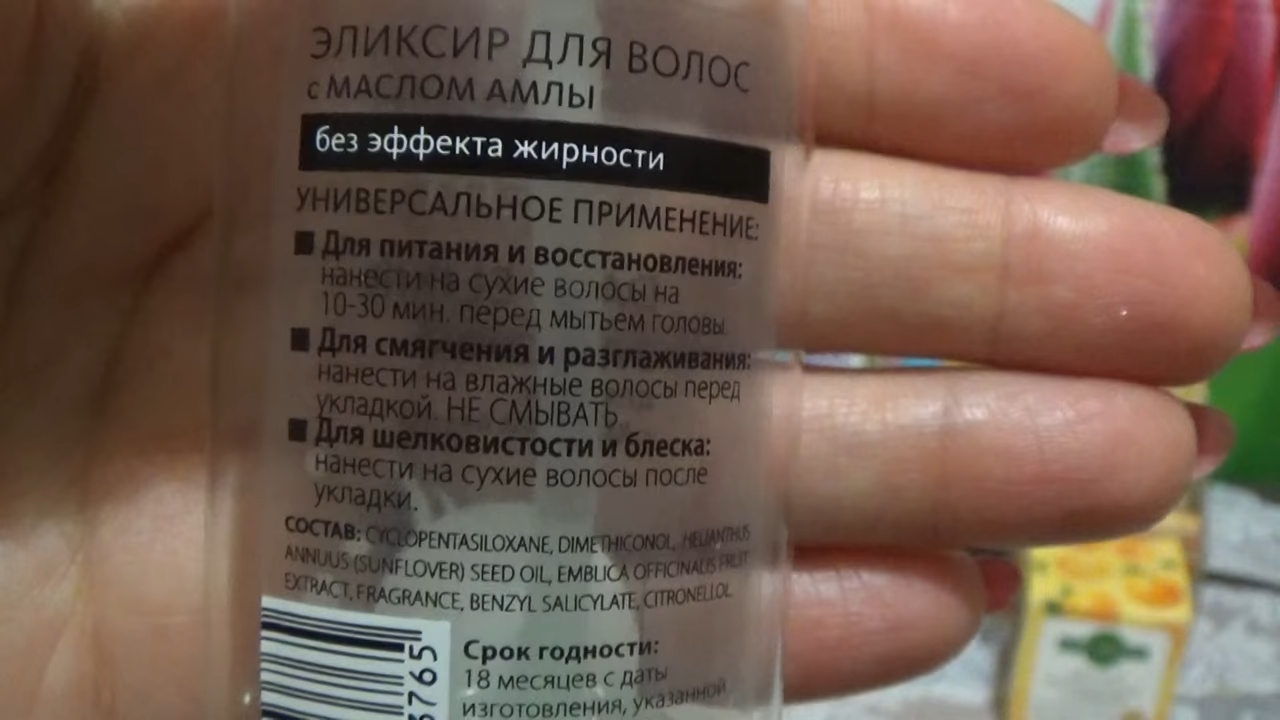 ЭЛИКСИР ДЛЯ ВОЛОС
с МАСЛОМ АМЛЫ
без эффекта жирности
УНИВЕРСАЛЬНОЕ ПРИМЕНЕНИЕ:
■ Для питания и восстановления:
нанести на сухие волосы на
10-30 мин. перед мытьем головы.
■ Для смягчения и разглаживания:
нанести на влажные волосы перед
укладкой. НЕ СМЫВАТЬ.
■ Для шелковистости и блеска:
нанести на сухие волосы после
укладки.
СОСТАВ: CYCLOPENTASILOXANE, DIMETHICONOL, HELIANTHUS
ANNUUS (SUNFLOWER) SEED OIL, EMBLICA OFFICINALIS FRUIT
EXTRACT, FRAGRANCE, BENZYL SALICYLATE, CITRONELLOL
Срок годности:
18 месяцев с даты
изготовления, указанной
3765